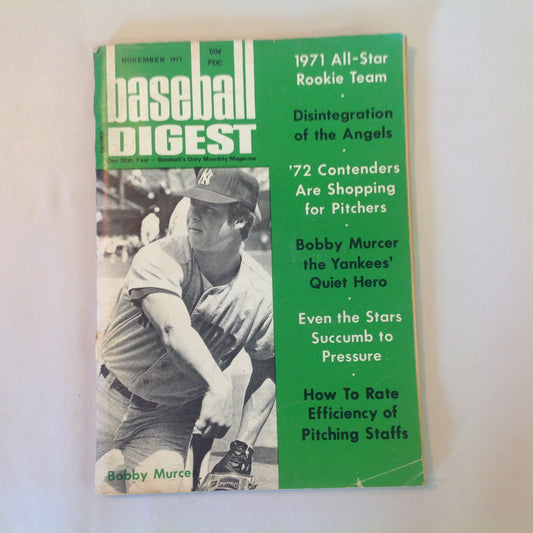 NOVEMBER 1971
50¢
PDC
baseball
DIGEST
Our 30th Year — Baseball's Only Monthly Magazine
1971 All-Star
Rookie Team
Disintegration
of the Angels
'72 Contenders
Are Shopping
for Pitchers
Bobby Murcer
the Yankees'
Quiet Hero
Even the Stars
Succumb to
Pressure
How To Rate
Efficiency of
Pitching Staffs
Bobby Murcer